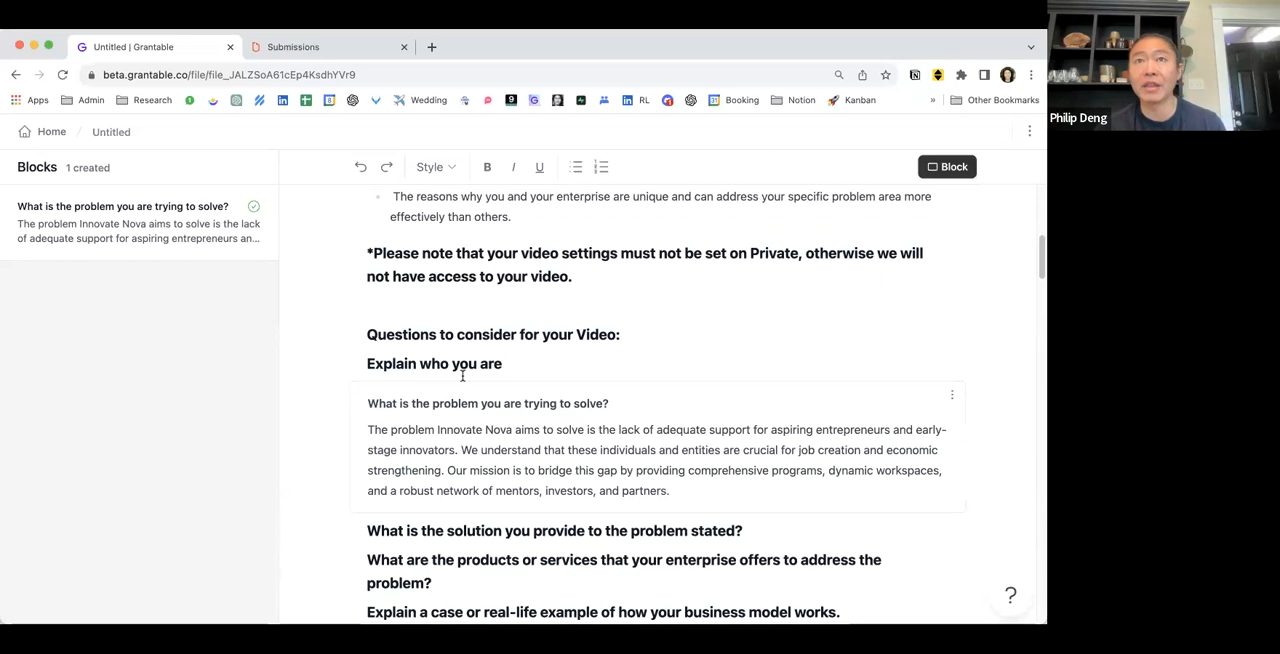 Untitled | Grantable
Submissions
beta.grantable.co/file/file_JALZSoA61cEp4KsdhYVr9
Apps
Admin
Research
Wedding
RL
Booking
Notion
Kanban
»
Other Bookmarks
Philip Deng
Home / Untitled
Blocks 1 created
Style
B I U
Block
What is the problem you are trying to solve?
The problem Innovate Nova aims to solve is the lack
of adequate support for aspiring entrepreneurs an...
The reasons why you and your enterprise are unique and can address your specific problem area more
effectively than others.
*Please note that your video settings must not be set on Private, otherwise we will
not have access to your video.
Questions to consider for your Video:
Explain who you are
What is the problem you are trying to solve?
The problem Innovate Nova aims to solve is the lack of adequate support for aspiring entrepreneurs and early-
stage innovators. We understand that these individuals and entities are crucial for job creation and economic
strengthening. Our mission is to bridge this gap by providing comprehensive programs, dynamic workspaces,
and a robust network of mentors, investors, and partners.
What is the solution you provide to the problem stated?
What are the products or services that your enterprise offers to address the
problem?
Explain a case or real-life example of how your business model works.
?